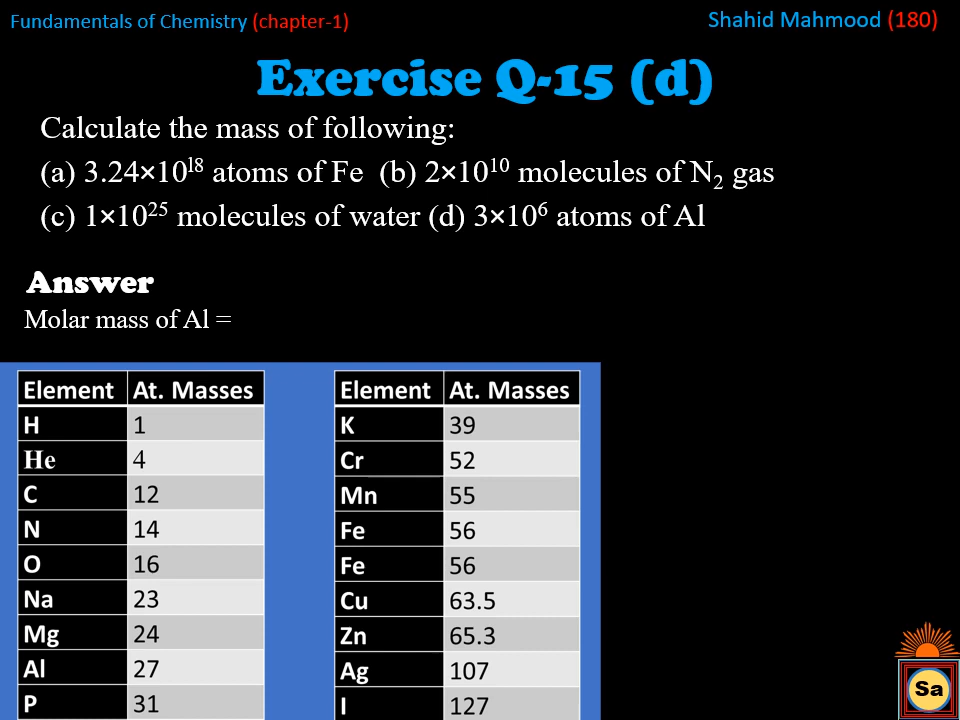 Fundamentals of Chemistry (chapter-1)
Shahid Mahmood (180)
Exercise Q-15 (d)
Calculate the mass of following:
(a) 3.24×10¹⁸ atoms of Fe (b) 2×10¹⁰ molecules of N₂ gas
(c) 1×10²⁵ molecules of water (d) 3×10⁶ atoms of Al
Answer
Molar mass of Al =
Element At. Masses
H 1
He 4
C 12
N 14
O 16
Na 23
Mg 24
Al 27
P 31
Element At. Masses
K 39
Cr 52
Mn 55
Fe 56
Fe 56
Cu 63.5
Zn 65.3
Ag 107
I 127
Sa